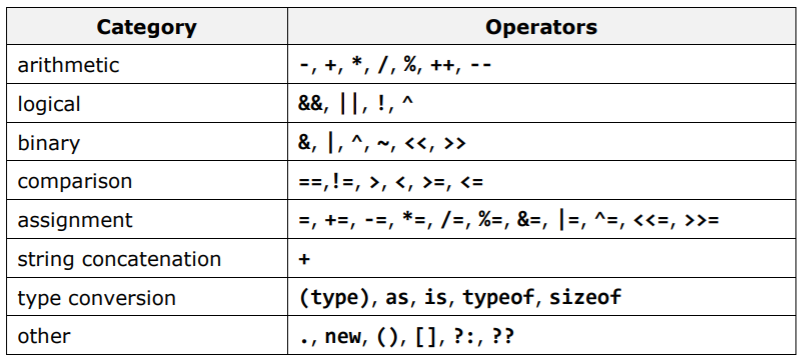 Category Operators
arithmetic -, +, *, /, %, ++, --
logical &&, ||, !, ^
binary &, |, ^, ~, <<, >>
comparison ==,!=, >, <, >=, <=
assignment =, +=, -=, *=, /=, %=, &=, |=, ^=, <<=, >>=
string concatenation +
type conversion (type), as, is, typeof, sizeof
other ., new, (), [], ?:, ??